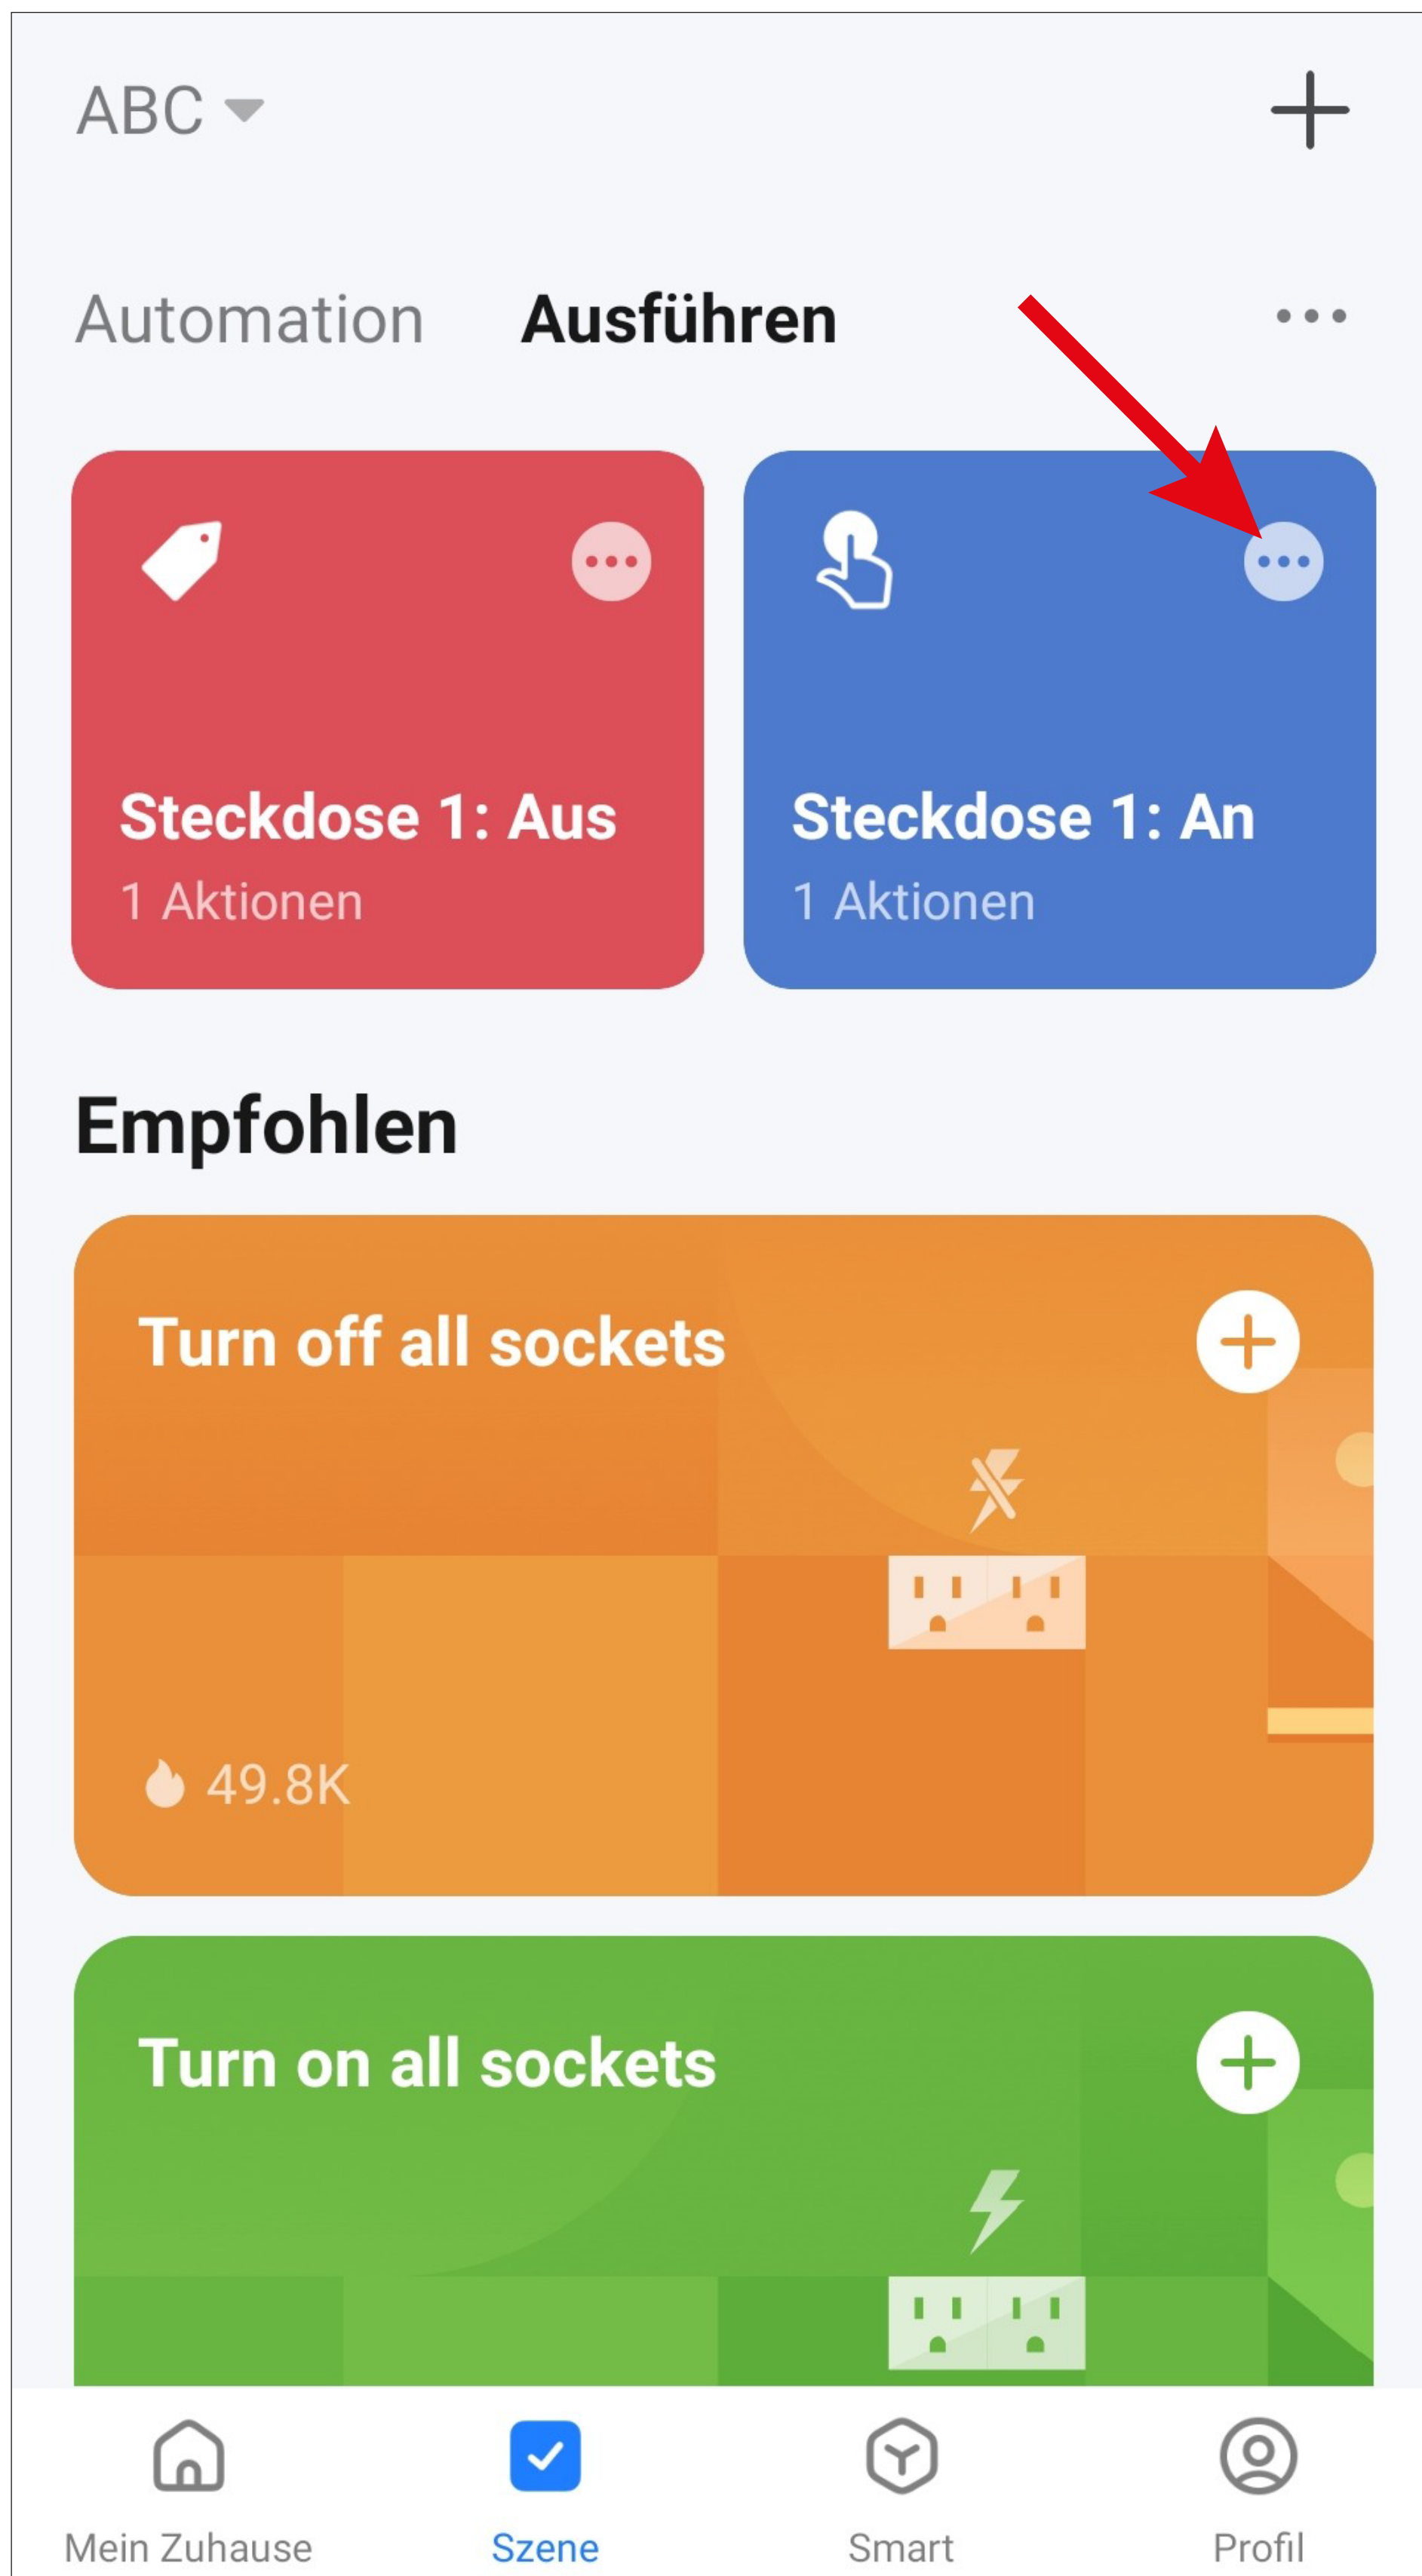 ABC
Automation Ausführen
Steckdose 1: Aus
1 Aktionen
Steckdose 1: An
1 Aktionen
Empfohlen
Turn off all sockets
49.8K
Turn on all sockets
Mein Zuhause Szene Smart Profil